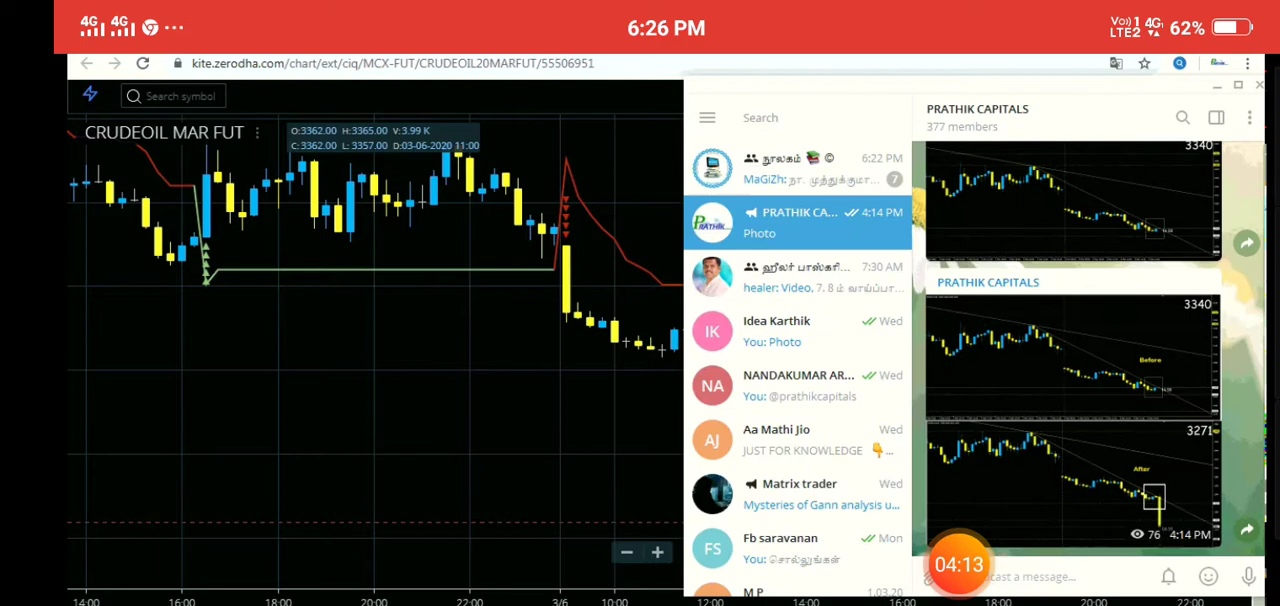 4G 4G 6:26 PM Vo) 1 4G LTE2 62%
kite.zerodha.com/chart/ext/ciq/MCX-FUT/CRUDEOIL20MARFUT/55506951
Search symbol
CRUDEOIL MAR FUT
O:3362.00 H:3365.00 V:3.99 K
C:3362.00 L: 3357.00 D:03-06-2020 11:00
14:00 16:00 18:00 20:00 22:00 3/6 10:00 12:00 14:00 16:00 18:00 20:00 22:00
Search
நூலகம் 📚 © 6:22 PM
MaGiZh: நா. முத்துக்குமா... 7
PRATHIK CA... 4:14 PM
Photo
ஹீலர் பாஸ்கரி... 7:30 AM
healer: Video, 7. 8 ம் வாய்ப்பா...
IK
Idea Karthik Wed
You: Photo
NA
NANDAKUMAR AR... Wed
You: @prathikcapitals
AJ
Aa Mathi Jio Wed
JUST FOR KNOWLEDGE 👇...
Matrix trader Wed
Mysteries of Gann analysis u...
FS
Fb saravanan Mon
You: சொல்லுங்கள்
M P 1.03.20
PRATHIK CAPITALS
377 members
3340
PRATHIK CAPITALS
3340
Before
3271
After
76 4:14 PM
04:13
cast a message...